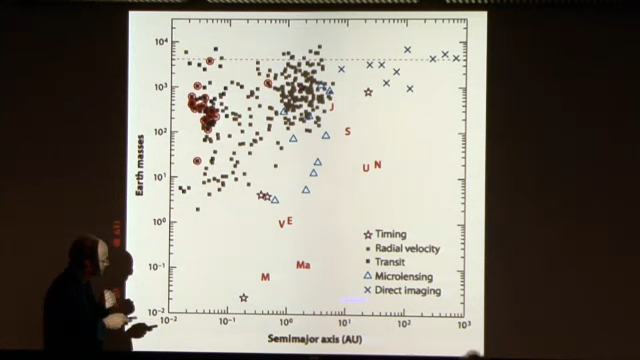 10⁴
10³
10²
10¹
10⁰
10⁻¹
10⁻²
Earth masses
J
S
U N
V E
Ma
M
Timing
Radial velocity
Transit
Microlensing
Direct imaging
10⁻² 10⁻¹ 10⁰ 10¹ 10² 10³
Semimajor axis (AU)